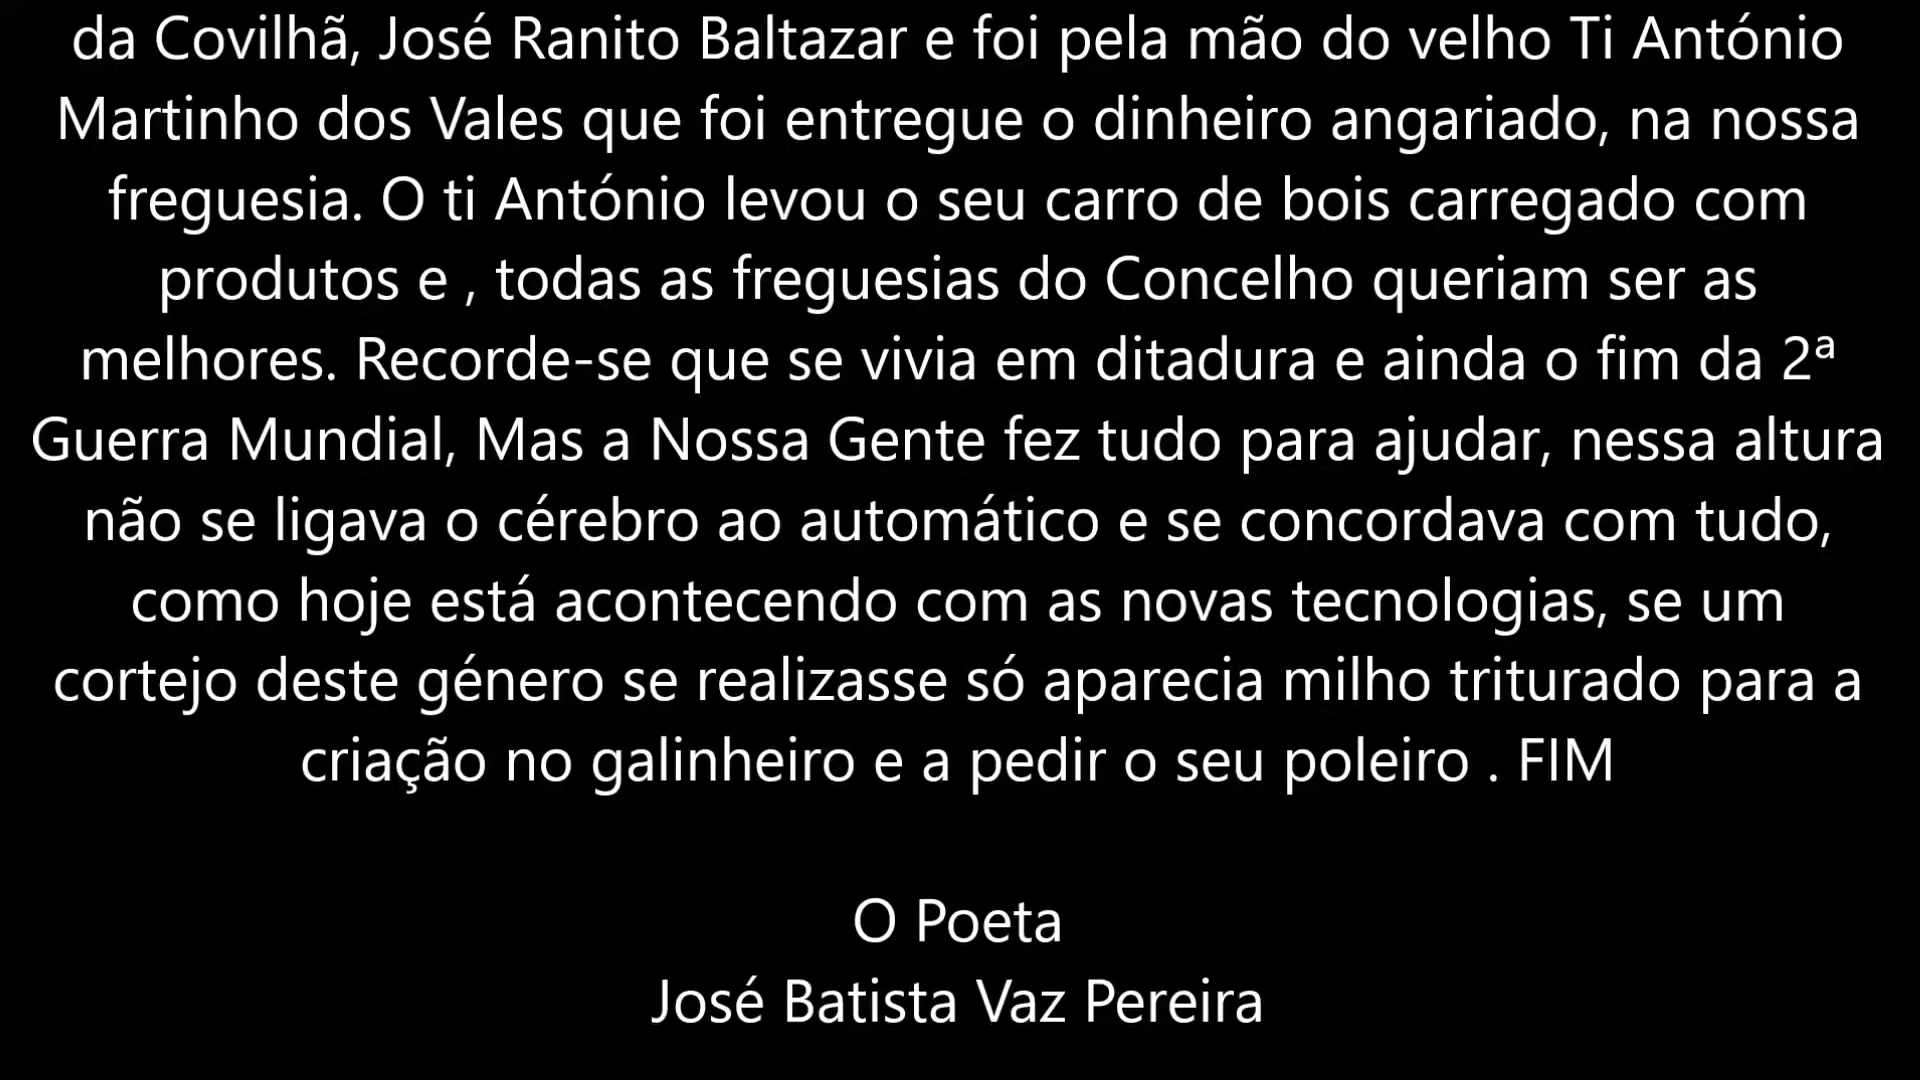 da Covilhã, José Ranito Baltazar e foi pela mão do velho Ti António
Martinho dos Vales que foi entregue o dinheiro angariado, na nossa
freguesia. O ti António levou o seu carro de bois carregado com
produtos e , todas as freguesias do Concelho queriam ser as
melhores. Recorde-se que se vivia em ditadura e ainda o fim da 2ª
Guerra Mundial, Mas a Nossa Gente fez tudo para ajudar, nessa altura
não se ligava o cérebro ao automático e se concordava com tudo,
como hoje está acontecendo com as novas tecnologias, se um
cortejo deste género se realizasse só aparecia milho triturado para a
criação no galinheiro e a pedir o seu poleiro . FIM
O Poeta
José Batista Vaz Pereira